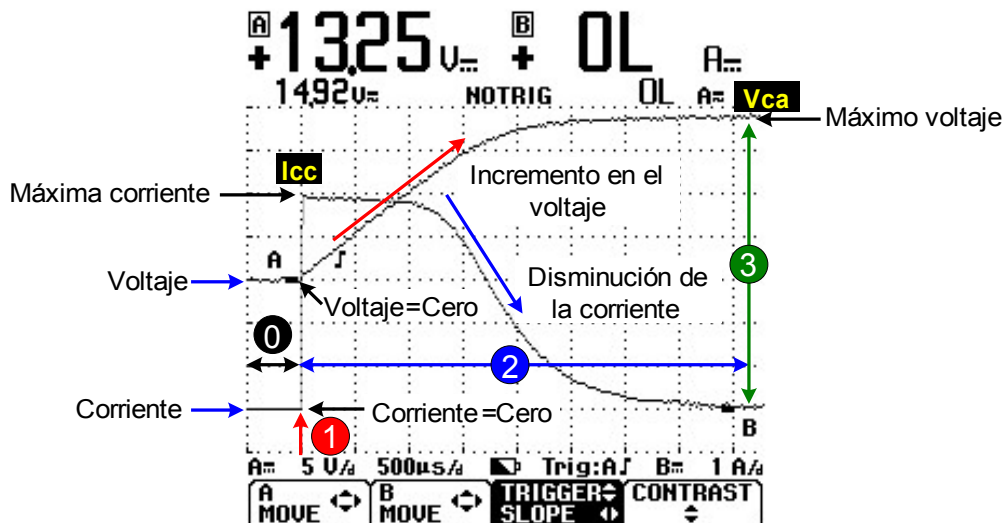 A 13.25 V B OL A
14.92 V NOTRIG OL A Vca
Máximo voltaje
Icc
Máxima corriente
Incremento en el
voltaje
A
Voltaje
Voltaje=Cero
Disminución de
la corriente
3
0
2
Corriente
Corriente=Cero
1
B
A 5 V/d 500µs/d Trig:A B 1 A/d
A
MOVE
B
MOVE
TRIGGER
SLOPE
CONTRAST